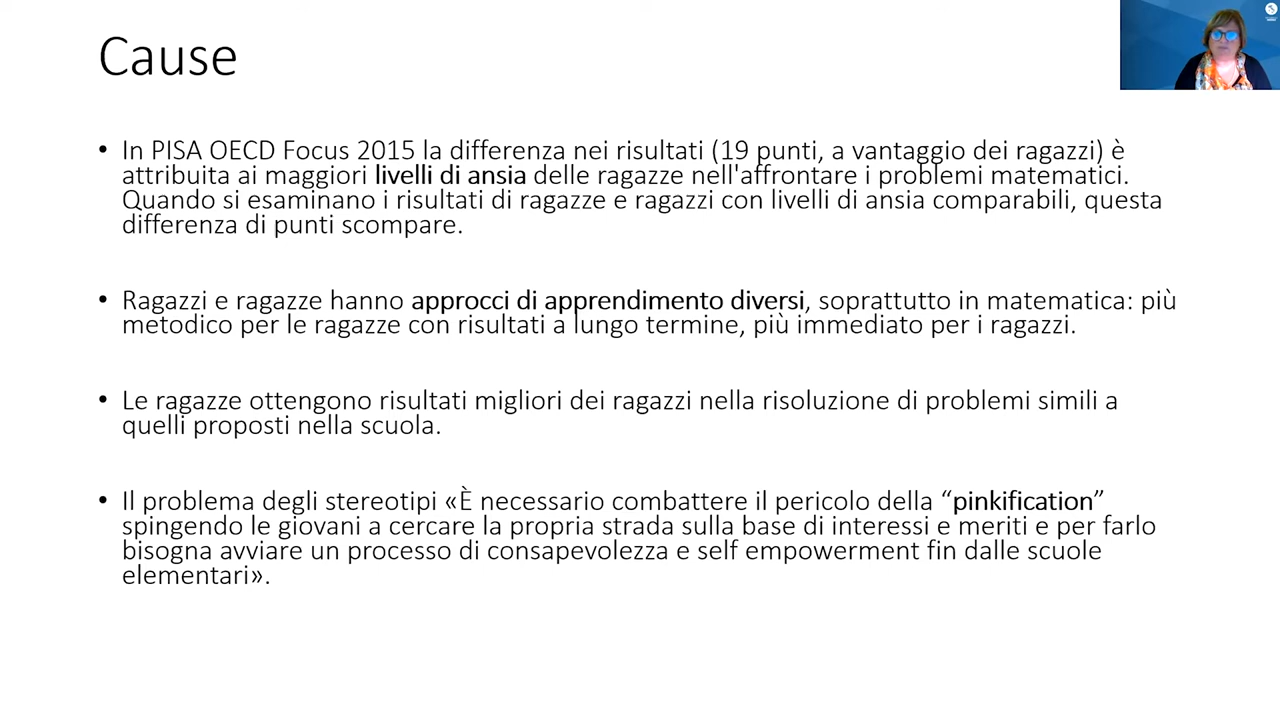 Cause
• In PISA OECD Focus 2015 la differenza nei risultati (19 punti, a vantaggio dei ragazzi) è
attribuita ai maggiori livelli di ansia delle ragazze nell'affrontare i problemi matematici.
Quando si esaminano i risultati di ragazze e ragazzi con livelli di ansia comparabili, questa
differenza di punti scompare.
• Ragazzi e ragazze hanno approcci di apprendimento diversi, soprattutto in matematica: più
metodico per le ragazze con risultati a lungo termine, più immediato per i ragazzi.
• Le ragazze ottengono risultati migliori dei ragazzi nella risoluzione di problemi simili a
quelli proposti nella scuola.
• Il problema degli stereotipi «È necessario combattere il pericolo della “pinkification”
spingendo le giovani a cercare la propria strada sulla base di interessi e meriti e per farlo
bisogna avviare un processo di consapevolezza e self empowerment fin dalle scuole
elementari».